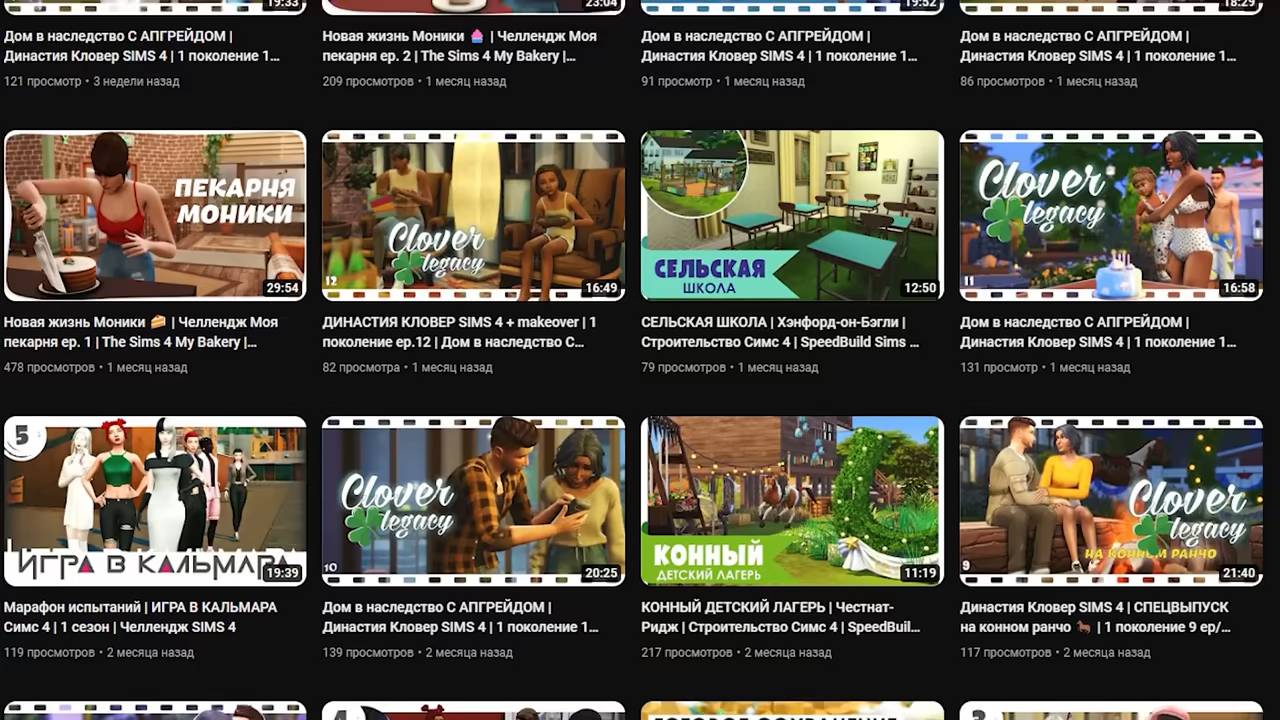 19:33
23:04
19:52
18:29
Дом в наследство С АПГРЕЙДОМ |
Династия Кловер SIMS 4 | 1 поколение 1...
121 просмотр • 3 недели назад
Новая жизнь Моники 🧁 | Челлендж Моя
пекарня ep. 2 | The Sims 4 My Bakery |...
209 просмотров • 1 месяц назад
Дом в наследство С АПГРЕЙДОМ |
Династия Кловер SIMS 4 | 1 поколение 1...
91 просмотр • 1 месяц назад
Дом в наследство С АПГРЕЙДОМ |
Династия Кловер SIMS 4 | 1 поколение 1...
86 просмотров • 1 месяц назад
ПЕКАРНЯ
МОНИКИ
29:54
Clover
legacy
12
16:49
СЕЛЬСКАЯ
ШКОЛА
12:50
Clover
legacy
11
16:58
Новая жизнь Моники 🍰 | Челлендж Моя
пекарня ep. 1 | The Sims 4 My Bakery |...
478 просмотров • 1 месяц назад
ДИНАСТИЯ КЛОВЕР SIMS 4 + makeover | 1
поколение ep.12 | Дом в наследство С...
82 просмотра • 1 месяц назад
СЕЛЬСКАЯ ШКОЛА | Хэнфорд-он-Бэгли |
Строительство Симс 4 | SpeedBuild Sims ...
79 просмотров • 1 месяц назад
Дом в наследство С АПГРЕЙДОМ |
Династия Кловер SIMS 4 | 1 поколение 1...
131 просмотр • 1 месяц назад
5
ИГРА В КАЛЬМАРА
19:39
Clover
legacy
10
20:25
КОННЫЙ
ДЕТСКИЙ ЛАГЕРЬ
11:19
Clover
legacy
НА КОННОМ РАНЧО
9
21:40
Марафон испытаний | ИГРА В КАЛЬМАРА
Симс 4 | 1 сезон | Челлендж SIMS 4
119 просмотров • 2 месяца назад
Дом в наследство С АПГРЕЙДОМ |
Династия Кловер SIMS 4 | 1 поколение 1...
139 просмотров • 2 месяца назад
КОННЫЙ ДЕТСКИЙ ЛАГЕРЬ | Честнат-
Ридж | Строительство Симс 4 | SpeedBuil...
217 просмотров • 2 месяца назад
Династия Кловер SIMS 4 | СПЕЦВЫПУСК
на конном ранчо 🐎 | 1 поколение 9 ep/...
117 просмотров • 2 месяца назад